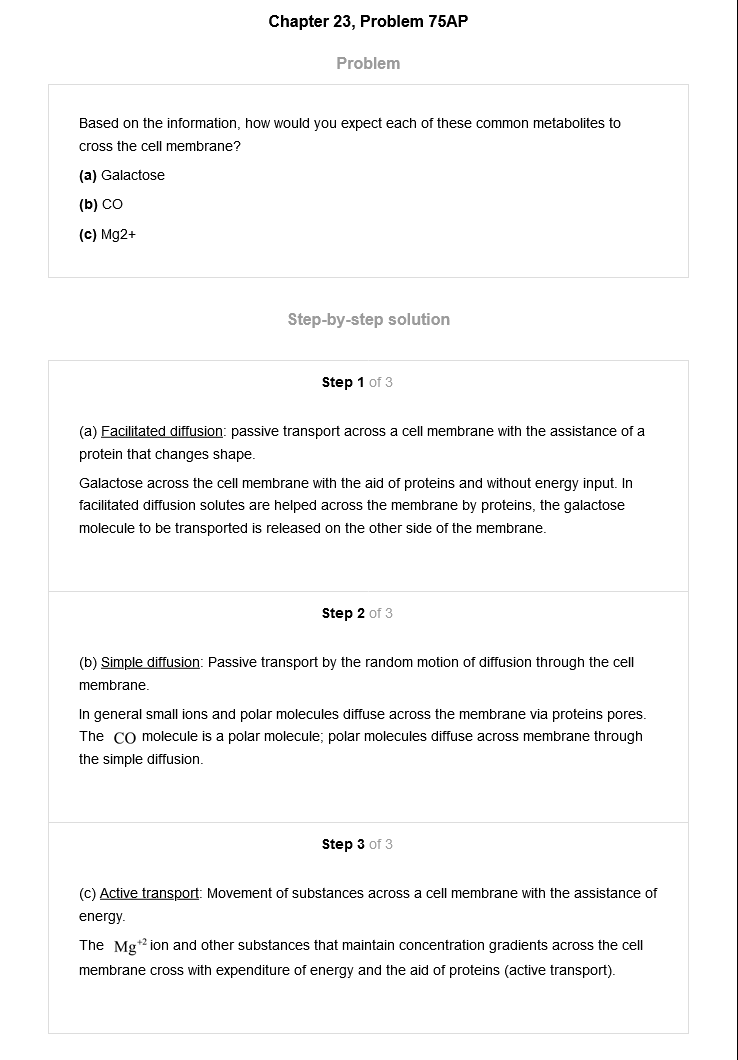 Chapter 23, Problem 75AP
Problem
Based on the information, how would you expect each of these common metabolites to
cross the cell membrane?
(a) Galactose
(b) CO
(c) Mg2+
Step-by-step solution
Step 1 of 3
(a) Facilitated diffusion: passive transport across a cell membrane with the assistance of a
protein that changes shape.
Galactose across the cell membrane with the aid of proteins and without energy input. In
facilitated diffusion solutes are helped across the membrane by proteins, the galactose
molecule to be transported is released on the other side of the membrane.
Step 2 of 3
(b) Simple diffusion: Passive transport by the random motion of diffusion through the cell
membrane.
In general small ions and polar molecules diffuse across the membrane via proteins pores.
The CO molecule is a polar molecule; polar molecules diffuse across membrane through
the simple diffusion.
Step 3 of 3
(c) Active transport: Movement of substances across a cell membrane with the assistance of
energy.
The Mg⁺² ion and other substances that maintain concentration gradients across the cell
membrane cross with expenditure of energy and the aid of proteins (active transport).